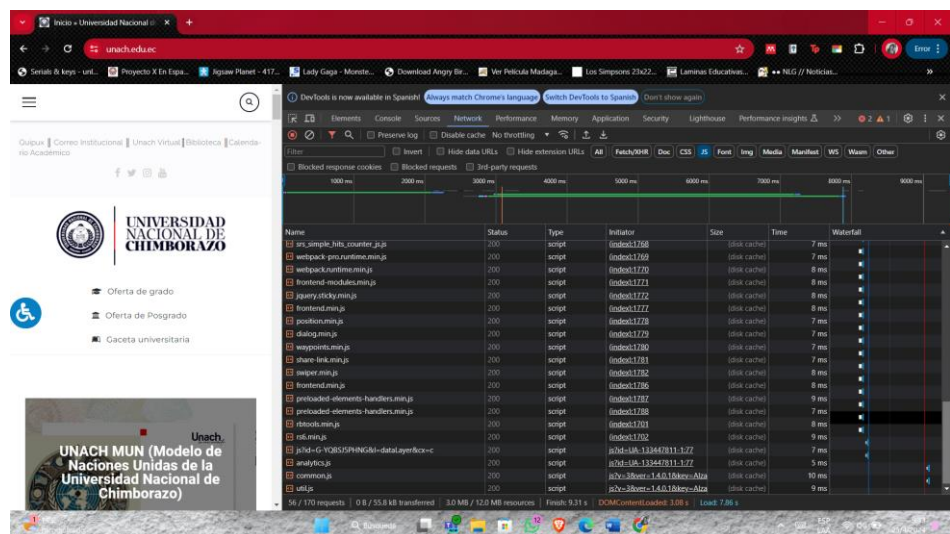 Inicio » Universidad Nacional d
unach.edu.ec
Error
Serials & keys - unl...
Proyecto X En Espa...
Jigsaw Planet - 417...
Lady Gaga - Monste...
Download Angry Bir...
Ver Película Madaga...
Los Simpsons 23x22...
Laminas Educativas...
•• NLG // Noticias...
»
Quipux
Correo Institucional
Unach Virtual
Biblioteca
Calenda-
rio Académico
UNIVERSIDAD
NACIONAL DE
CHIMBORAZO
Oferta de grado
Oferta de Posgrado
Gaceta universitaria
Unach
UNACH MUN (Modelo de
Naciones Unidas de la
Universidad Nacional de
Chimborazo)
DevTools is now available in Spanish! Always match Chrome's language Switch DevTools to Spanish Don't show again
Elements Console Sources Network Performance Memory Application Security Lighthouse Performance insights » 2 1
Preserve log Disable cache No throttling
Filter Invert Hide data URLs Hide extension URLs All Fetch/XHR Doc CSS JS Font Img Media Manifest WS Wasm Other
Blocked response cookies Blocked requests 3rd-party requests
1000 ms 2000 ms 3000 ms 4000 ms 5000 ms 6000 ms 7000 ms 8000 ms 9000 ms
Name Status Type Initiator Size Time Waterfall
srs_simple_hits_counter_js.js 200 script (index):1768 (disk cache) 7 ms
webpack-pro.runtime.min.js 200 script (index):1769 (disk cache) 7 ms
webpack.runtime.min.js 200 script (index):1770 (disk cache) 8 ms
frontend-modules.min.js 200 script (index):1771 (disk cache) 8 ms
jquery.sticky.min.js 200 script (index):1772 (disk cache) 8 ms
frontend.min.js 200 script (index):1777 (disk cache) 8 ms
position.min.js 200 script (index):1778 (disk cache) 7 ms
dialog.min.js 200 script (index):1779 (disk cache) 7 ms
waypoints.min.js 200 script (index):1780 (disk cache) 7 ms
share-link.min.js 200 script (index):1781 (disk cache) 7 ms
swiper.min.js 200 script (index):1782 (disk cache) 8 ms
frontend.min.js 200 script (index):1786 (disk cache) 8 ms
preloaded-elements-handlers.min.js 200 script (index):1787 (disk cache) 9 ms
preloaded-elements-handlers.min.js 200 script (index):1788 (disk cache) 7 ms
rbtools.min.js 200 script (index):1701 (disk cache) 8 ms
rs6.min.js 200 script (index):1702 (disk cache) 9 ms
js?id=G-YQBSJ5PHNG&l=dataLayer&cx=c 200 script js?id=UA-133447811-1:77 (disk cache) 7 ms
analytics.js 200 script js?id=UA-133447811-1:77 (disk cache) 5 ms
common.js 200 script js?v=3&ver=1.4.0.1&key=AIza (disk cache) 10 ms
util.js 200 script js?v=3&ver=1.4.0.1&key=AIza (disk cache) 9 ms
56 / 170 requests 0 B / 55.8 kB transferred 3.0 MB / 12.0 MB resources Finish: 9.31 s DOMContentLoaded: 3.08 s Load: 7.86 s
Búsqueda
ESP